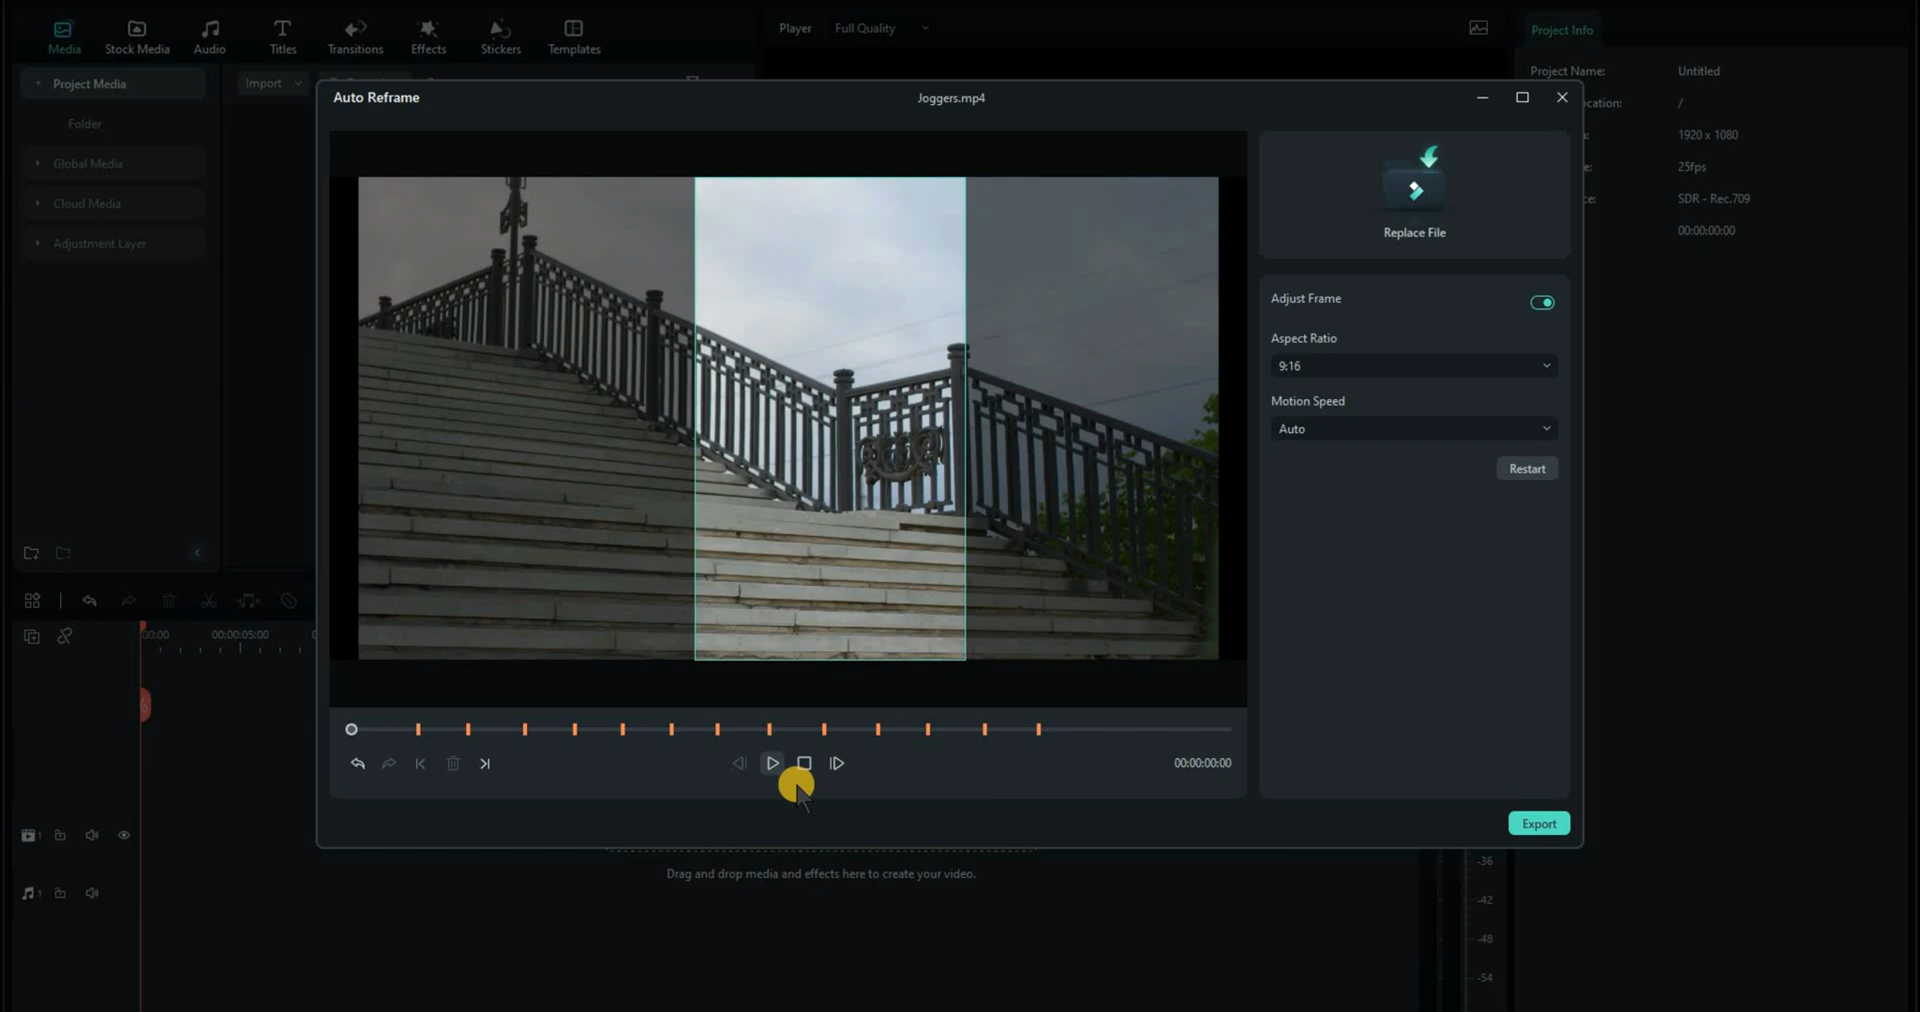 Media
Stock Media
Audio
Titles
Transitions
Effects
Stickers
Templates
Player
Full Quality
Project Info
Project Media
Import
Project Name:
Untitled
Auto Reframe
Joggers.mp4
ocation:
/
Folder
1920 x 1080
Global Media
e:
25fps
Cloud Media
ce:
SDR - Rec.709
Replace File
00:00:00:00
Adjustment Layer
Adjust Frame
Aspect Ratio
9:16
Motion Speed
Auto
Restart
00:00
00:00:05:00
00:00:00:00
Export
1
-36
Drag and drop media and effects here to create your video.
1
-42
-48
-54